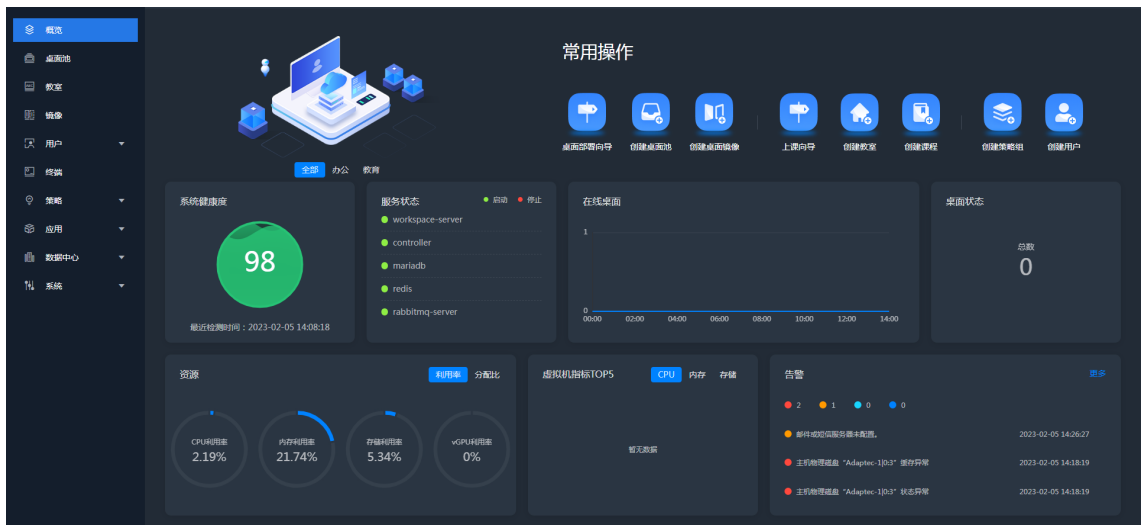 概览
桌面池
教室
镜像
用户
终端
策略
应用
数据中心
系统
常用操作
桌面部署向导
创建桌面池
创建桌面镜像
上课向导
创建教室
创建课程
创建策略组
创建用户
全部 办公 教育
系统健康度
98
最近检测时间：2023-02-05 14:08:18
服务状态 启动 停止
workspace-server
controller
mariadb
redis
rabbitmq-server
在线桌面
1
0
00:00 02:00 04:00 06:00 08:00 10:00 12:00 14:00
桌面状态
总数
0
资源 利用率 分配比
CPU利用率
2.19%
内存利用率
21.74%
存储利用率
5.34%
vGPU利用率
0%
虚拟机指标TOP5 CPU 内存 存储
暂无数据
告警 更多
2 1 0 0
邮件或短信服务器未配置。 2023-02-05 14:26:27
主机物理磁盘 "Adaptec-1|0:3" 缓存异常 2023-02-05 14:18:19
主机物理磁盘 "Adaptec-1|0:3" 状态异常 2023-02-05 14:18:19